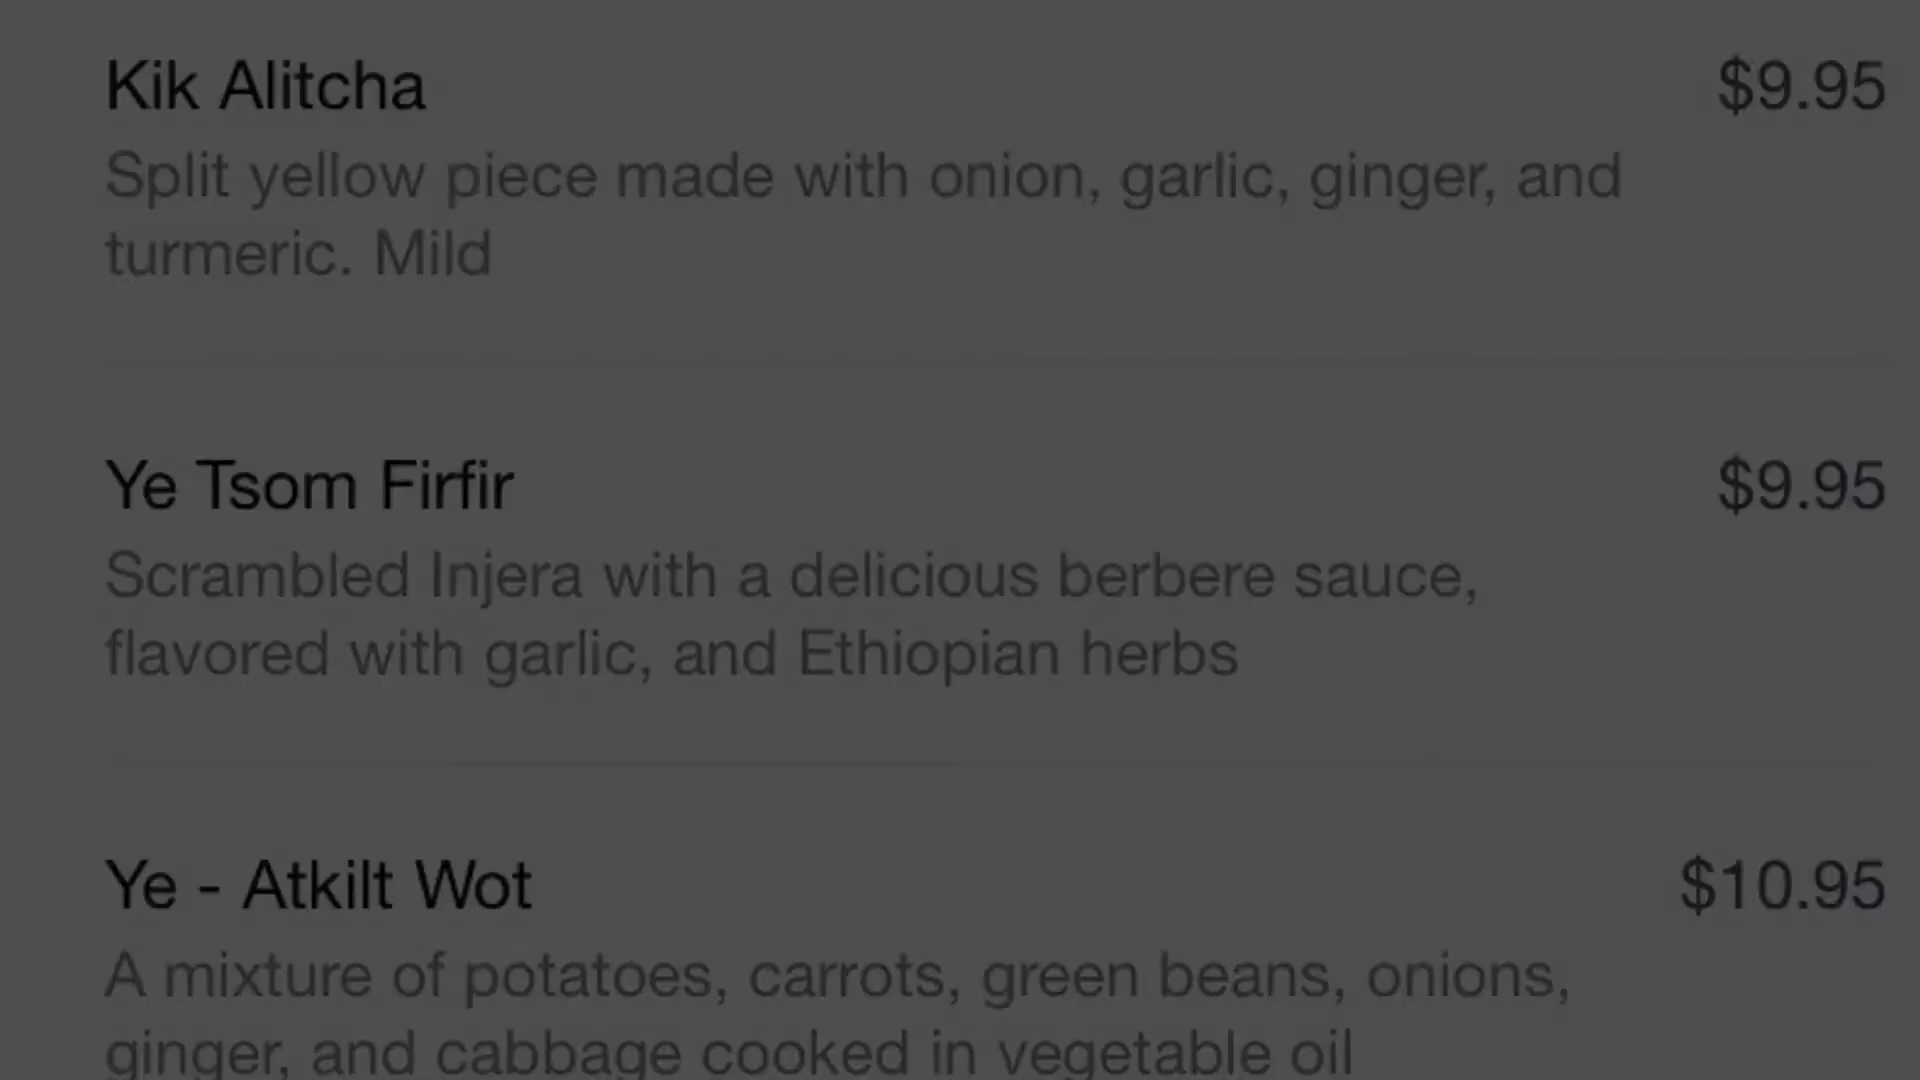 Kik Alitcha $9.95
Split yellow piece made with onion, garlic, ginger, and
turmeric. Mild
Ye Tsom Firfir $9.95
Scrambled Injera with a delicious berbere sauce,
flavored with garlic, and Ethiopian herbs
Ye - Atkilt Wot $10.95
A mixture of potatoes, carrots, green beans, onions,
ginger, and cabbage cooked in vegetable oil